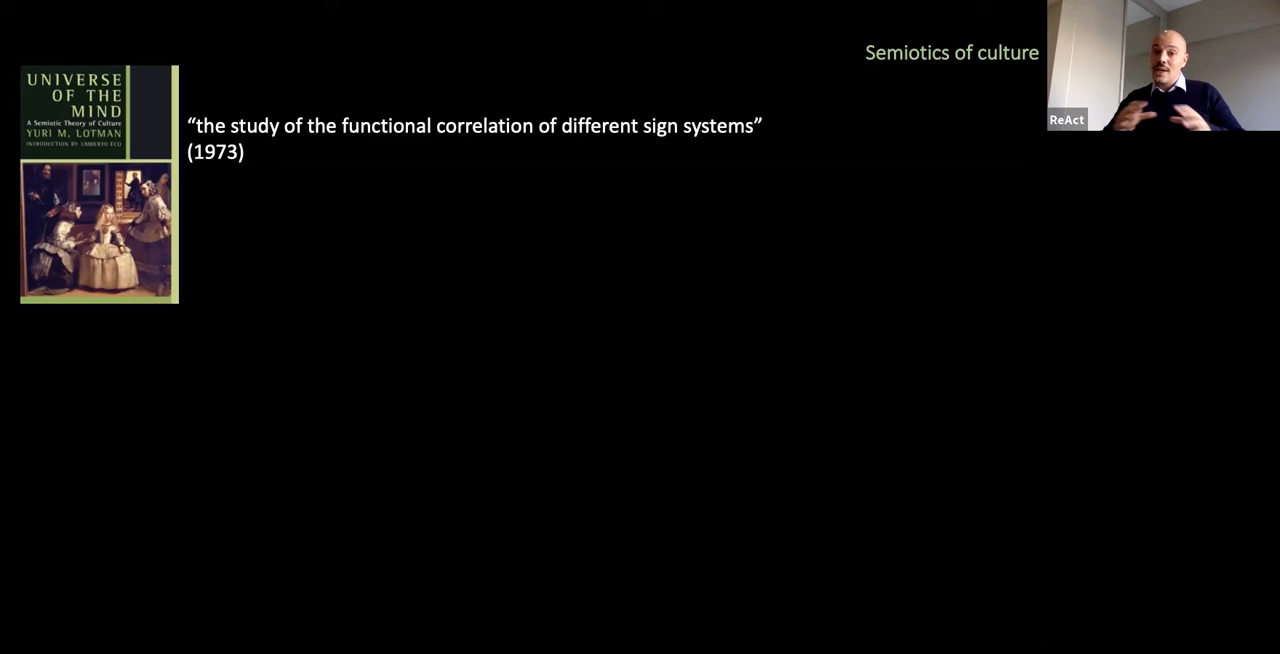 Semiotics of culture
UNIVERSE
OF THE
MIND
A Semiotic Theory of Culture
YURI M. LOTMAN
INTRODUCTION BY UMBERTO ECO
“the study of the functional correlation of different sign systems”
(1973)
ReAct